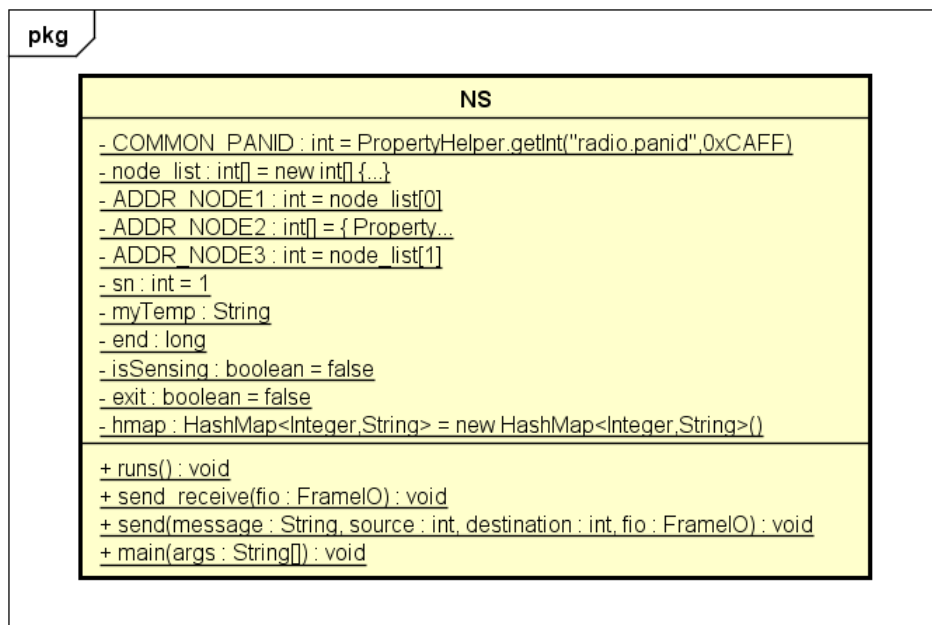 pkg
NS
- COMMON_PANID : int = PropertyHelper.getInt("radio.panid",0xCAFF)
- node_list : int[] = new int[] {...}
- ADDR_NODE1 : int = node_list[0]
- ADDR_NODE2 : int[] = { Property...
- ADDR_NODE3 : int = node_list[1]
- sn : int = 1
- myTemp : String
- end : long
- isSensing : boolean = false
- exit : boolean = false
- hmap : HashMap<Integer,String> = new HashMap<Integer,String>()
+ runs() : void
+ send_receive(fio : FrameIO) : void
+ send(message : String, source : int, destination : int, fio : FrameIO) : void
+ main(args : String[]) : void